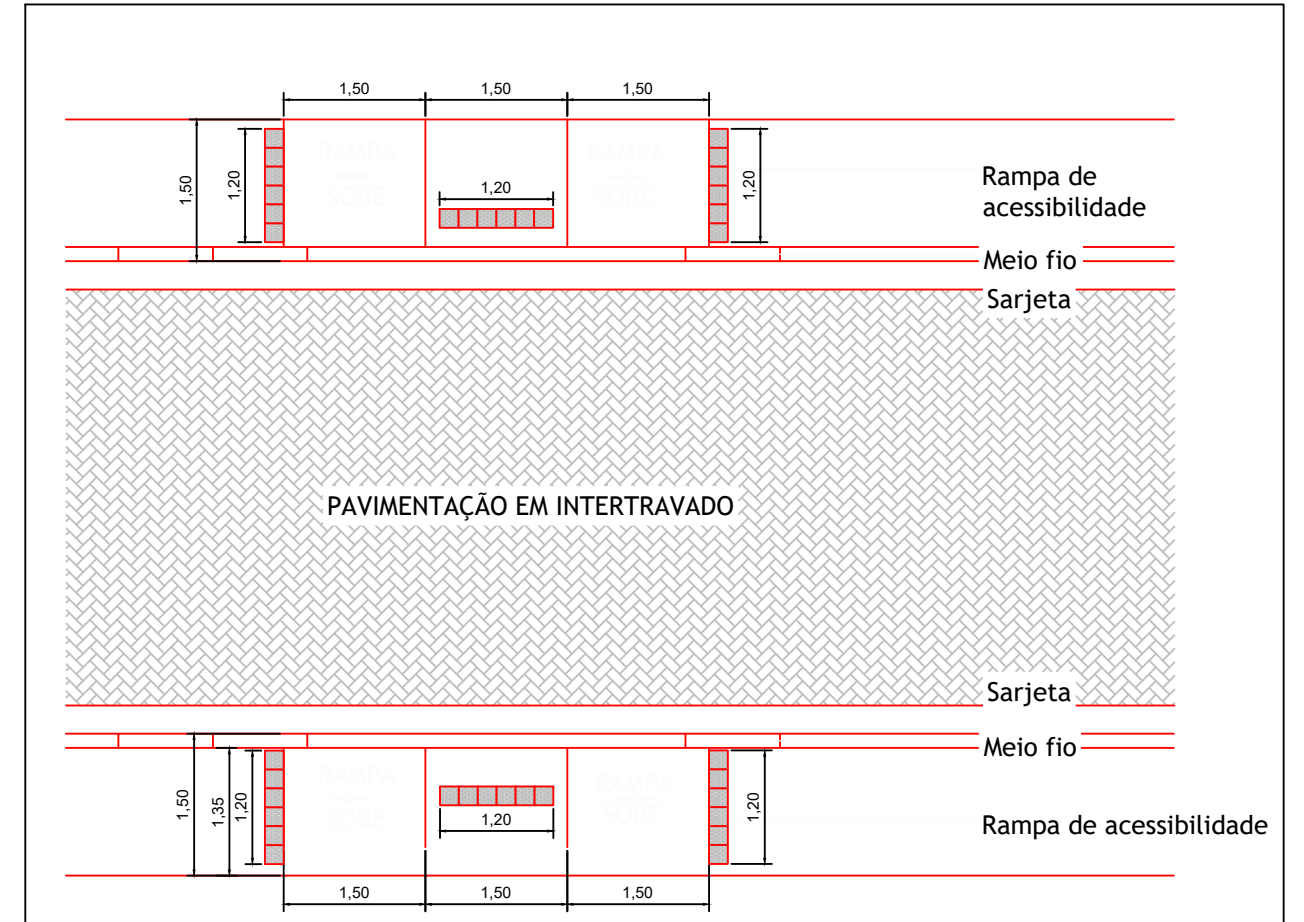 1,50 1,50 1,50
RAMPA RAMPA
SOBE SOBE
1,50
1,20
1,20
1,20
Rampa de
acessibilidade
Meio fio
Sarjeta
PAVIMENTAÇÃO EM INTERTRAVADO
Sarjeta
Meio fio
RAMPA RAMPA
SOBE SOBE
1,50
1,35
1,20
1,20
1,20
Rampa de acessibilidade
1,50 1,50 1,50